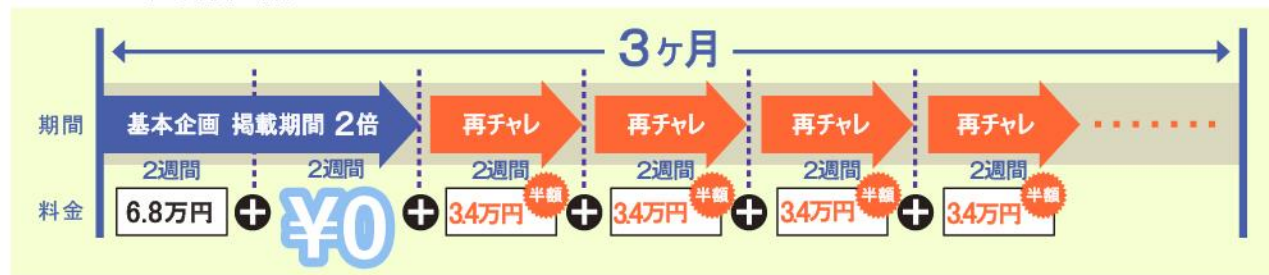 3ヶ月
期間
基本企画 掲載期間 2倍
再チャレ
再チャレ
再チャレ
再チャレ
2週間
2週間
2週間
2週間
2週間
2週間
料金
6.8万円
+
¥0
+
3.4万円
半額
+
3.4万円
半額
+
3.4万円
半額
+
3.4万円
半額